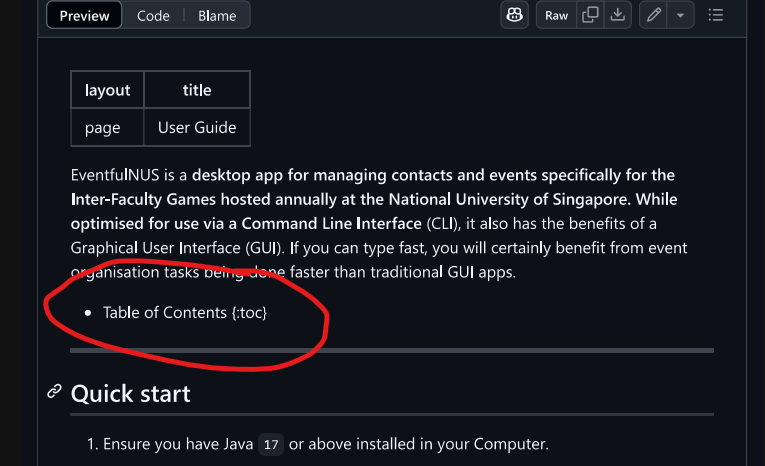 Preview Code Blame Raw
layout title
page User Guide
EventfulNUS is a desktop app for managing contacts and events specifically for the
Inter-Faculty Games hosted annually at the National University of Singapore. While
optimised for use via a Command Line Interface (CLI), it also has the benefits of a
Graphical User Interface (GUI). If you can type fast, you will certainly benefit from event
organisation tasks being done faster than traditional GUI apps.
• Table of Contents {:toc}
Quick start
1. Ensure you have Java 17 or above installed in your Computer.